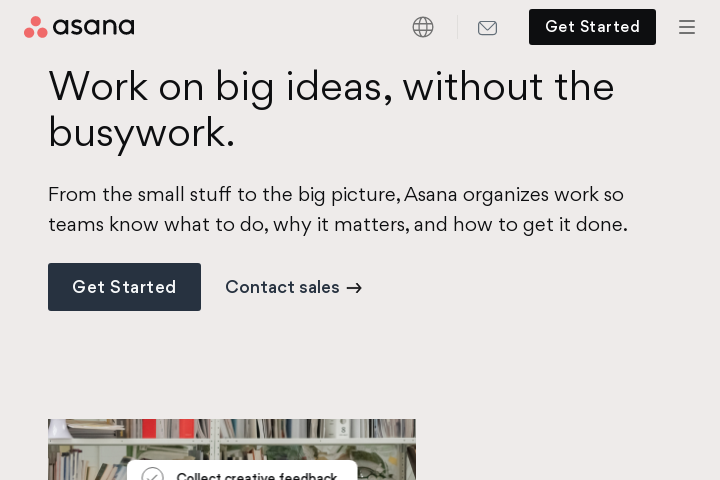 asana
Get Started
Work on big ideas, without the
busywork.
From the small stuff to the big picture, Asana organizes work so
teams know what to do, why it matters, and how to get it done.
Get Started
Contact sales →
Collect creative feedback